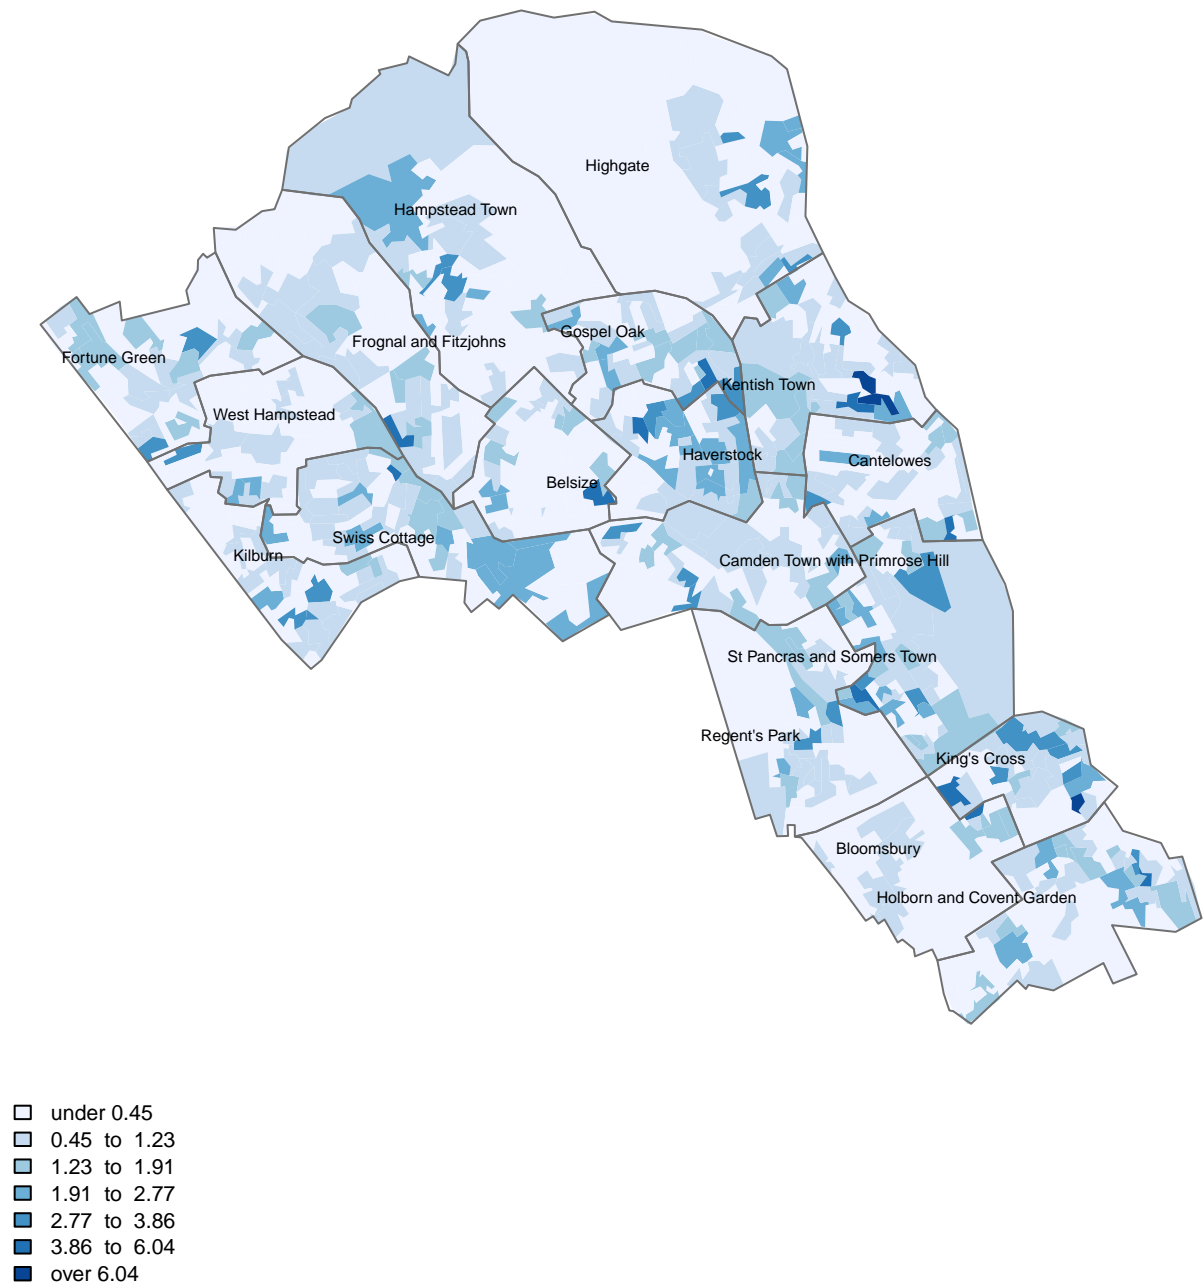 Highgate
Hampstead Town
Gospel Oak
Frognal and Fitzjohns
Fortune Green
Kentish Town
West Hampstead
Haverstock
Cantelowes
Belsize
Swiss Cottage
Kilburn
Camden Town with Primrose Hill
St Pancras and Somers Town
Regent's Park
King's Cross
Bloomsbury
Holborn and Covent Garden
under 0.45
0.45 to 1.23
1.23 to 1.91
1.91 to 2.77
2.77 to 3.86
3.86 to 6.04
over 6.04